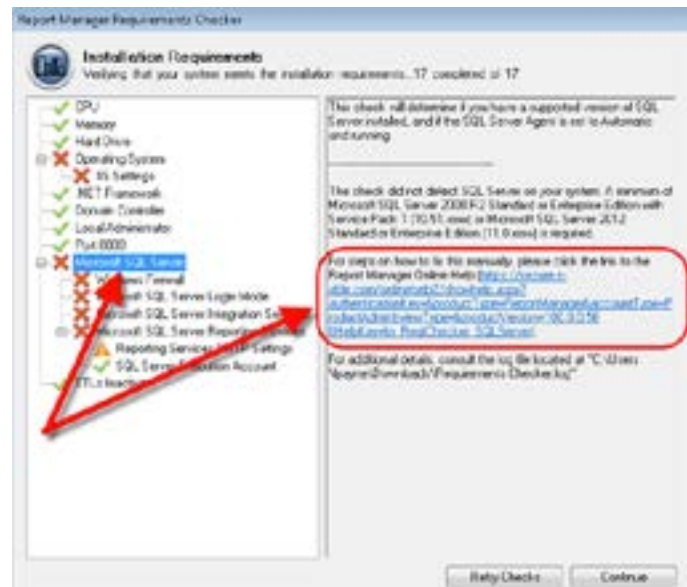 Report Manager Requirements Checker
Installation Requirements
Verifying that your system meets the installation requirements...17 completed of 17
CPU
Memory
Hard Drive
Operating System
IIS Settings
.NET Framework
Domain Controller
Local Administrator
Port 8080
Microsoft SQL Server
Windows Firewall
Microsoft SQL Server Login Mode
Microsoft SQL Server Integration
Microsoft SQL Server Reporting
Reporting Services Settings
SQL Server Account
This check will determine if you have a supported version of SQL
Server installed, and if the SQL Server Agent is set to Automatic
and running.
The check did not detect SQL Server on your system. A minimum of
Microsoft SQL Server 2008 R2 Standard or Enterprise Edition with
Service Pack 1 (10.51.xxxx) or Microsoft SQL Server 2012
Standard or Enterprise Edition (11.0.xxxx) is required.
For steps on how to fix this manually, please click the link to the
Report Manager Online Help
For additional details, consult the log file located at "C:\Users
Requirements Checker.log"
Retry Checks
Continue